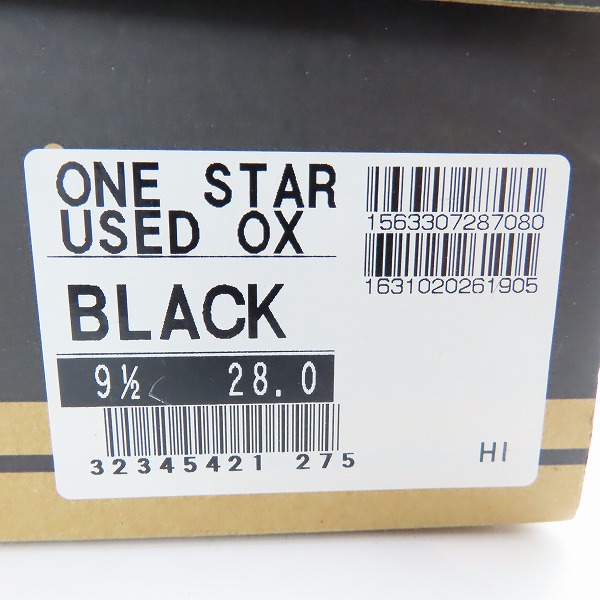 ONE STAR
USED OX
BLACK
9½ 28.0
32345421 275
1563307287080
1631020261905
HI